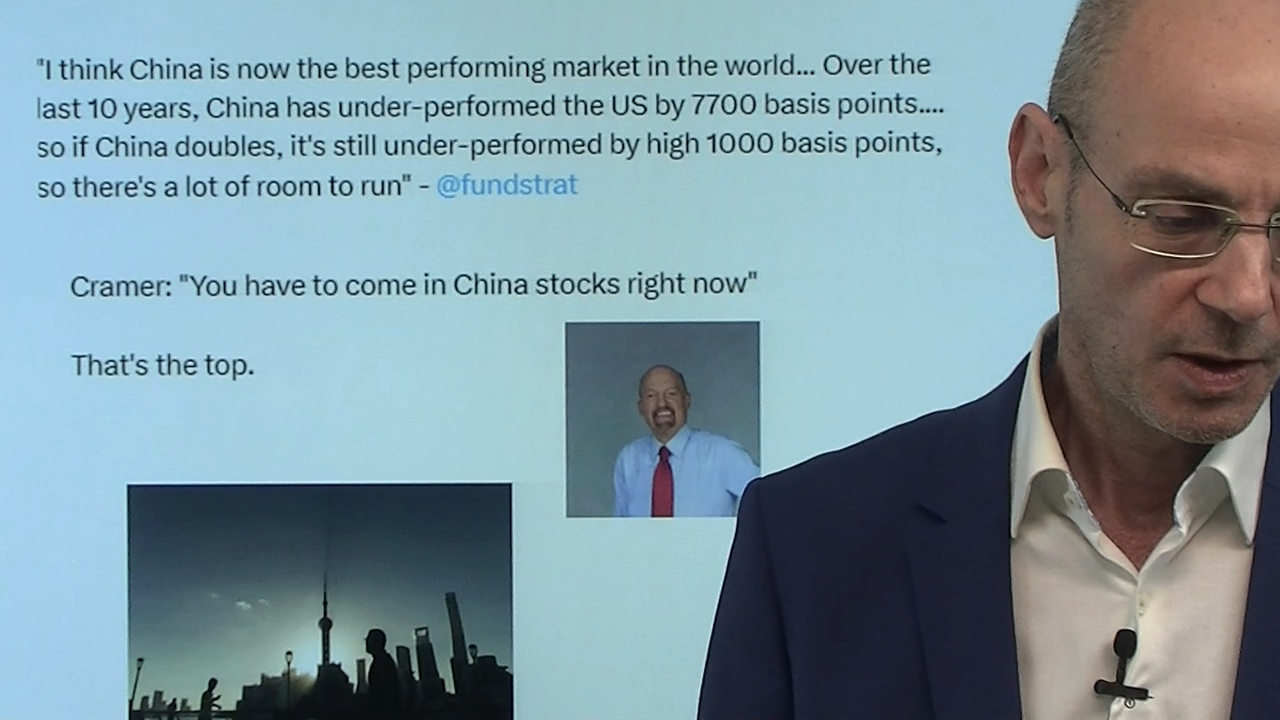 "I think China is now the best performing market in the world... Over the
last 10 years, China has under-performed the US by 7700 basis points....
so if China doubles, it's still under-performed by high 1000 basis points,
so there's a lot of room to run" - @fundstrat
Cramer: "You have to come in China stocks right now"
That's the top.